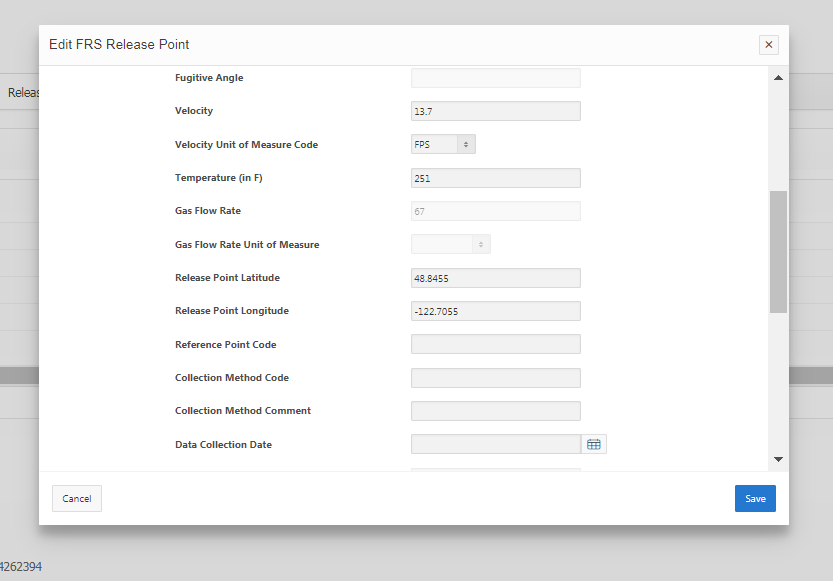 Edit FRS Release Point
×
Releas
Fugitive Angle
Velocity 13.7
Velocity Unit of Measure Code FPS
Temperature (in F) 251
Gas Flow Rate 67
Gas Flow Rate Unit of Measure
Release Point Latitude 48.8455
Release Point Longitude -122.7055
Reference Point Code
Collection Method Code
Collection Method Comment
Data Collection Date
Cancel Save
4262394